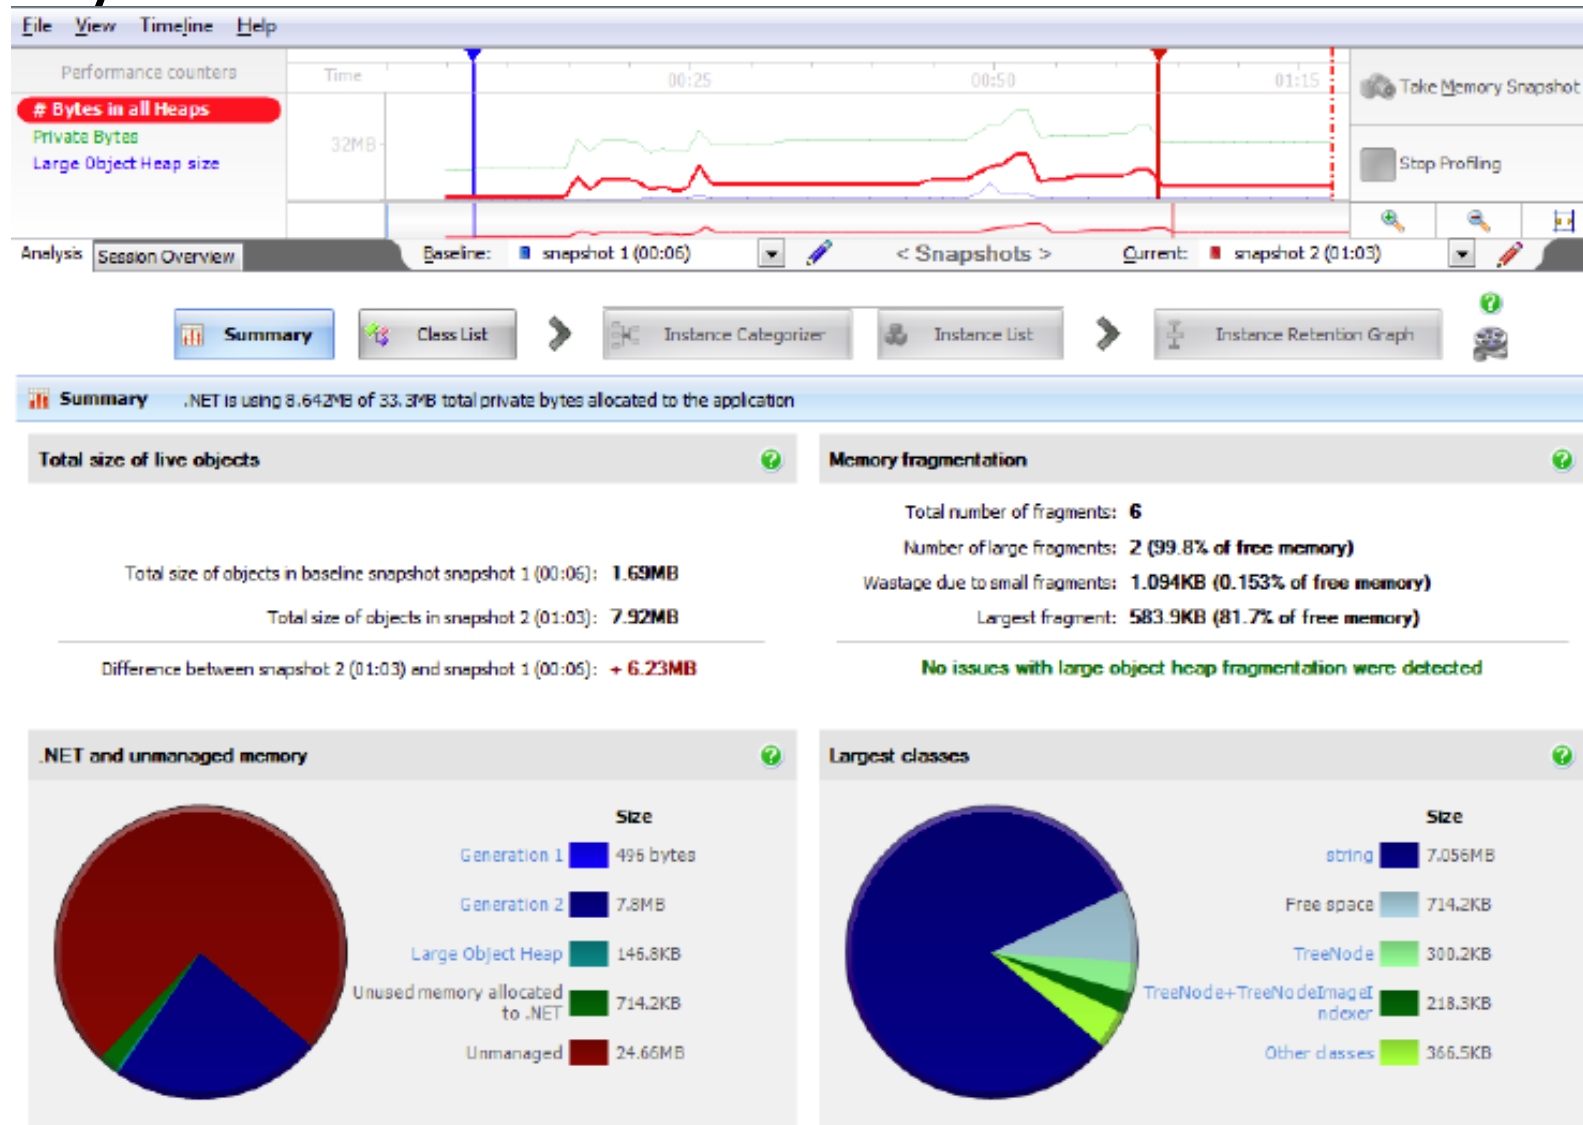 File View Timeline Help
Performance counters
# Bytes in all Heaps
Private Bytes
Large Object Heap size
Time 00:25 00:50 01:15
32MB
Take Memory Snapshot
Stop Profiling
Analysis Session Overview Baseline: snapshot 1 (00:06) < Snapshots > Current: snapshot 2 (01:03)
Summary Class List Instance Categorizer Instance List Instance Retention Graph
Summary .NET is using 8.642MB of 33.3MB total private bytes allocated to the application
Total size of live objects
Total size of objects in baseline snapshot snapshot 1 (00:06): 1.69MB
Total size of objects in snapshot 2 (01:03): 7.92MB
Difference between snapshot 2 (01:03) and snapshot 1 (00:06): + 6.23MB
Memory fragmentation
Total number of fragments: 6
Number of large fragments: 2 (99.8% of free memory)
Wastage due to small fragments: 1.094KB (0.153% of free memory)
Largest fragment: 583.9KB (81.7% of free memory)
No issues with large object heap fragmentation were detected
.NET and unmanaged memory
Size
Generation 1 496 bytes
Generation 2 7.8MB
Large Object Heap 146.8KB
Unused memory allocated
to .NET 714.2KB
Unmanaged 24.66MB
Largest classes
Size
string 7.056MB
Free space 714.2KB
TreeNode 300.2KB
TreeNode+TreeNodeImageI
ndexer 218.3KB
Other classes 366.5KB